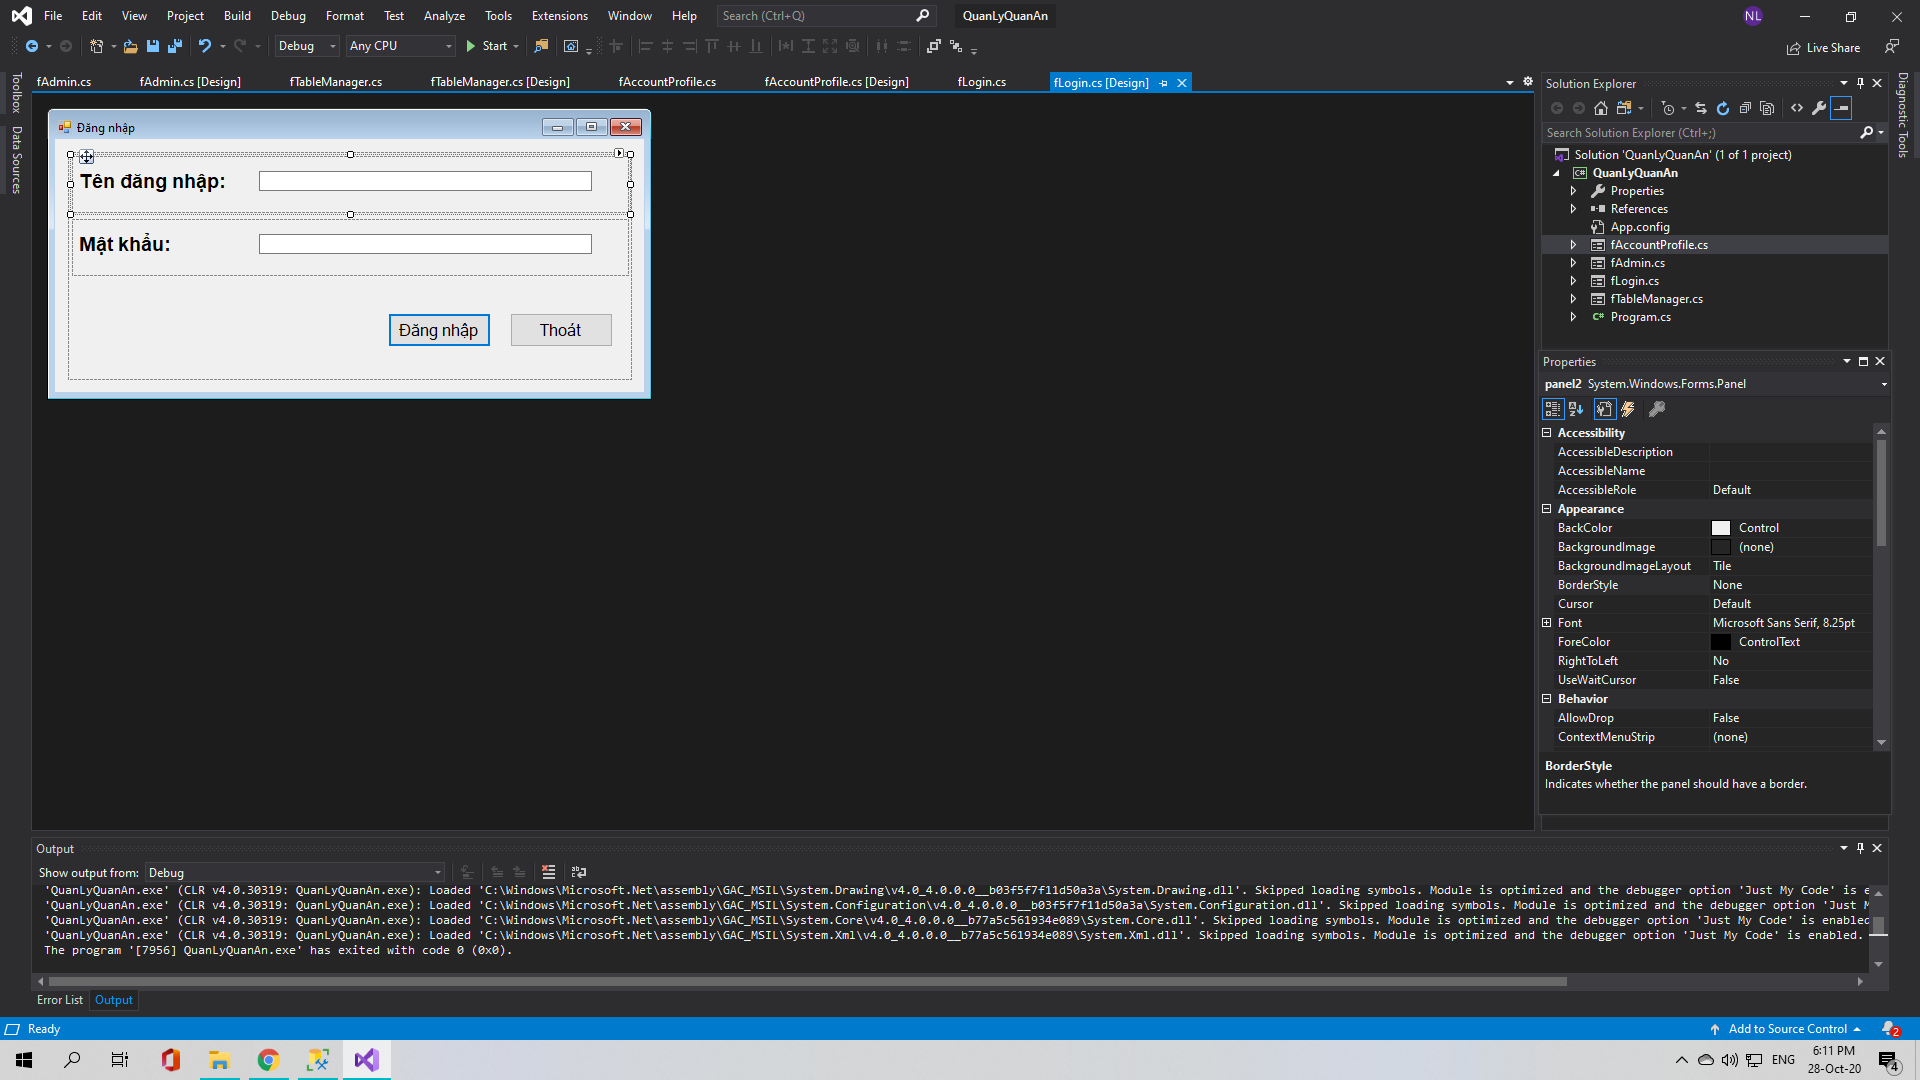 File Edit View Project Build Debug Format Test Analyze Tools Extensions Window Help Search (Ctrl+Q) QuanLyQuanAn NL
Debug Any CPU Start Live Share
fAdmin.cs fAdmin.cs [Design] fTableManager.cs fTableManager.cs [Design] fAccountProfile.cs fAccountProfile.cs [Design] fLogin.cs fLogin.cs [Design]
Toolbox
Data Sources
Đăng nhập
Tên đăng nhập:
Mật khẩu:
Đăng nhập Thoát
Solution Explorer
Search Solution Explorer (Ctrl+;)
Solution 'QuanLyQuanAn' (1 of 1 project)
QuanLyQuanAn
Properties
References
App.config
fAccountProfile.cs
fAdmin.cs
fLogin.cs
fTableManager.cs
Program.cs
Diagnostic Tools
Properties
panel2 System.Windows.Forms.Panel
Accessibility
AccessibleDescription
AccessibleName
AccessibleRole Default
Appearance
BackColor Control
BackgroundImage (none)
BackgroundImageLayout Tile
BorderStyle None
Cursor Default
Font Microsoft Sans Serif, 8.25pt
ForeColor ControlText
RightToLeft No
UseWaitCursor False
Behavior
AllowDrop False
ContextMenuStrip (none)
BorderStyle
Indicates whether the panel should have a border.
Output
Show output from: Debug
'QuanLyQuanAn.exe' (CLR v4.0.30319: QuanLyQuanAn.exe): Loaded 'C:\Windows\Microsoft.Net\assembly\GAC_MSIL\System.Drawing\v4.0_4.0.0.0__b03f5f7f11d50a3a\System.Drawing.dll'. Skipped loading symbols. Module is optimized and the debugger option 'Just My Code' is e
'QuanLyQuanAn.exe' (CLR v4.0.30319: QuanLyQuanAn.exe): Loaded 'C:\Windows\Microsoft.Net\assembly\GAC_MSIL\System.Configuration\v4.0_4.0.0.0__b03f5f7f11d50a3a\System.Configuration.dll'. Skipped loading symbols. Module is optimized and the debugger option 'Just M
'QuanLyQuanAn.exe' (CLR v4.0.30319: QuanLyQuanAn.exe): Loaded 'C:\Windows\Microsoft.Net\assembly\GAC_MSIL\System.Core\v4.0_4.0.0.0__b77a5c561934e089\System.Core.dll'. Skipped loading symbols. Module is optimized and the debugger option 'Just My Code' is enabled
'QuanLyQuanAn.exe' (CLR v4.0.30319: QuanLyQuanAn.exe): Loaded 'C:\Windows\Microsoft.Net\assembly\GAC_MSIL\System.Xml\v4.0_4.0.0.0__b77a5c561934e089\System.Xml.dll'. Skipped loading symbols. Module is optimized and the debugger option 'Just My Code' is enabled.
The program '[7956] QuanLyQuanAn.exe' has exited with code 0 (0x0).
Error List Output
Ready Add to Source Control 2
ENG 6:11 PM
28-Oct-20 4